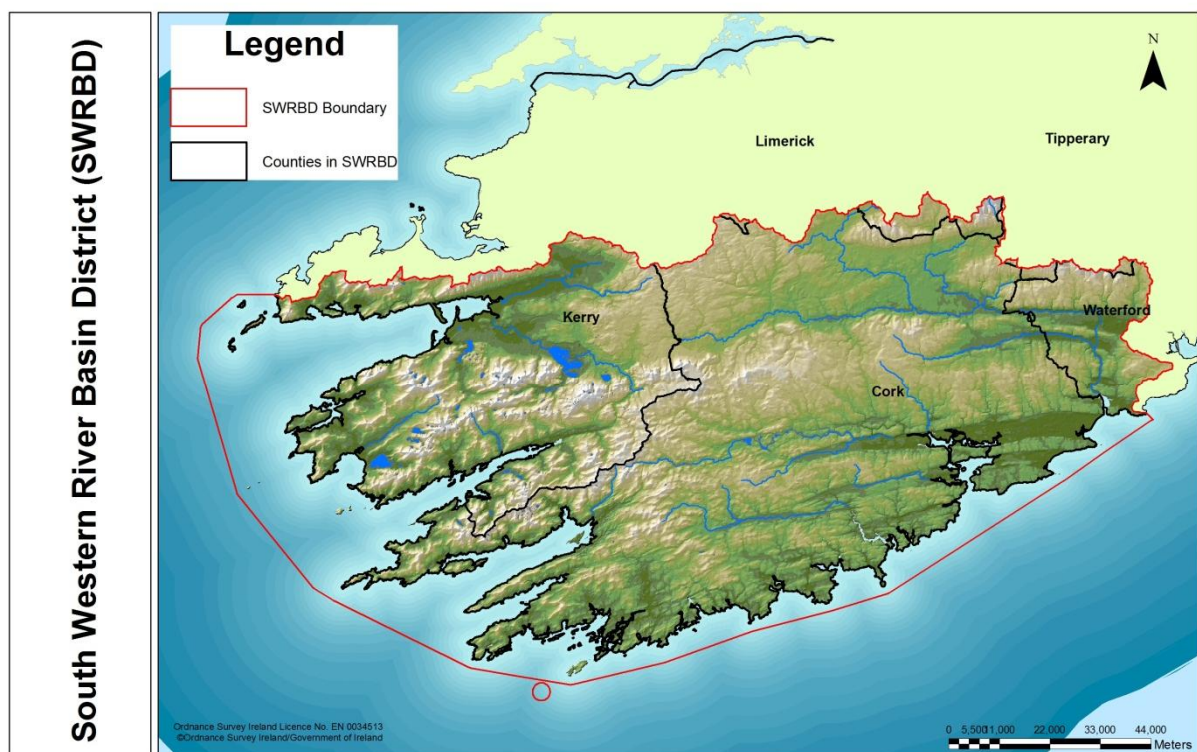 South Western River Basin District (SWRBD)
Legend
SWRBD Boundary
Counties in SWRBD
N
Limerick
Tipperary
Kerry
Waterford
Cork
Ordnance Survey Ireland Licence No. EN 0034513
©Ordnance Survey Ireland/Government of Ireland
0 5,500 11,000 22,000 33,000 44,000
Meters